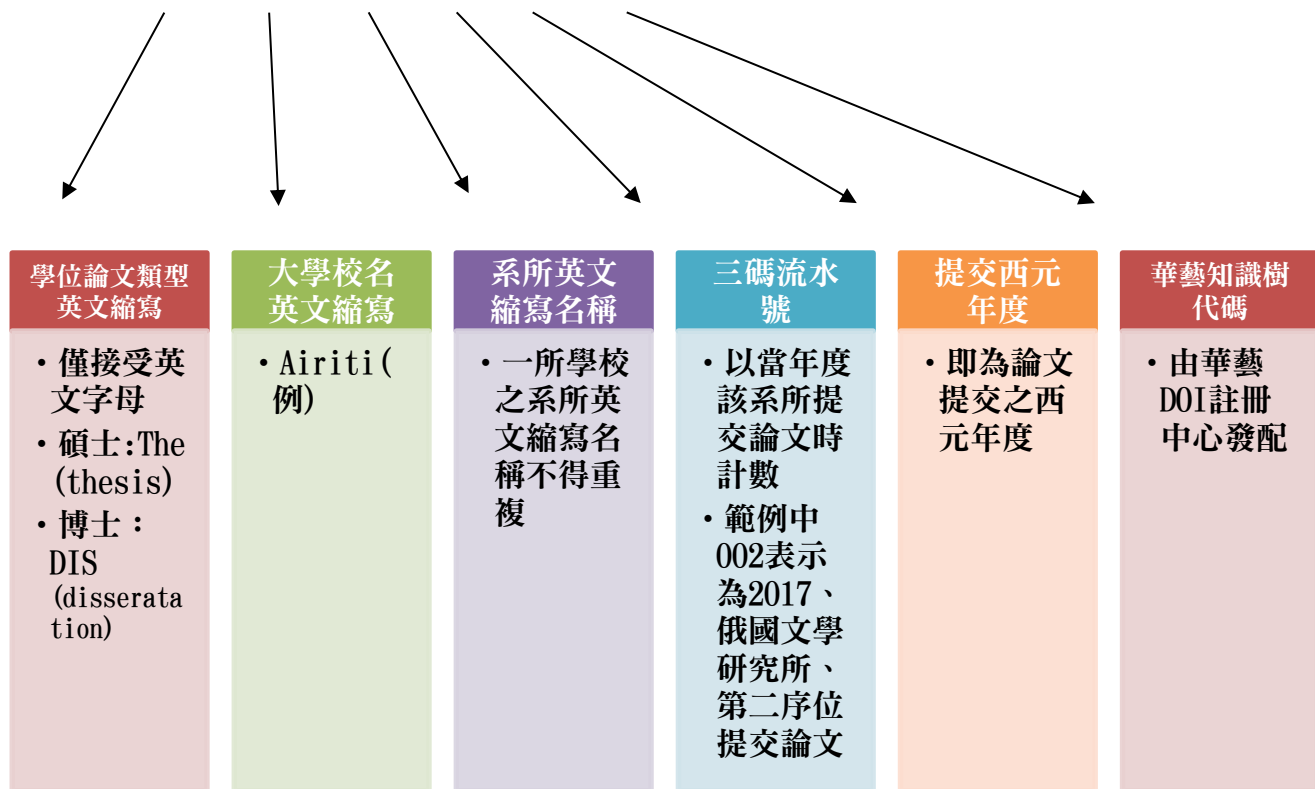 學位論文類型
英文縮寫
・僅接受英
文字母
・碩士:The
(thesis)
・博士：
DIS
(disserata
tion)
大學校名
英文縮寫
・Airiti(
例)
系所英文
縮寫名稱
・一所學校
之系所英
文縮寫名
稱不得重
複
三碼流水
號
・以當年度
該系所提
交論文時
計數
・範例中
002表示
為2017、
俄國文學
研究所、
第二序位
提交論文
提交西元
年度
・即為論文
提交之西
元年度
華藝知識樹
代碼
・由華藝
DOI註冊
中心發配